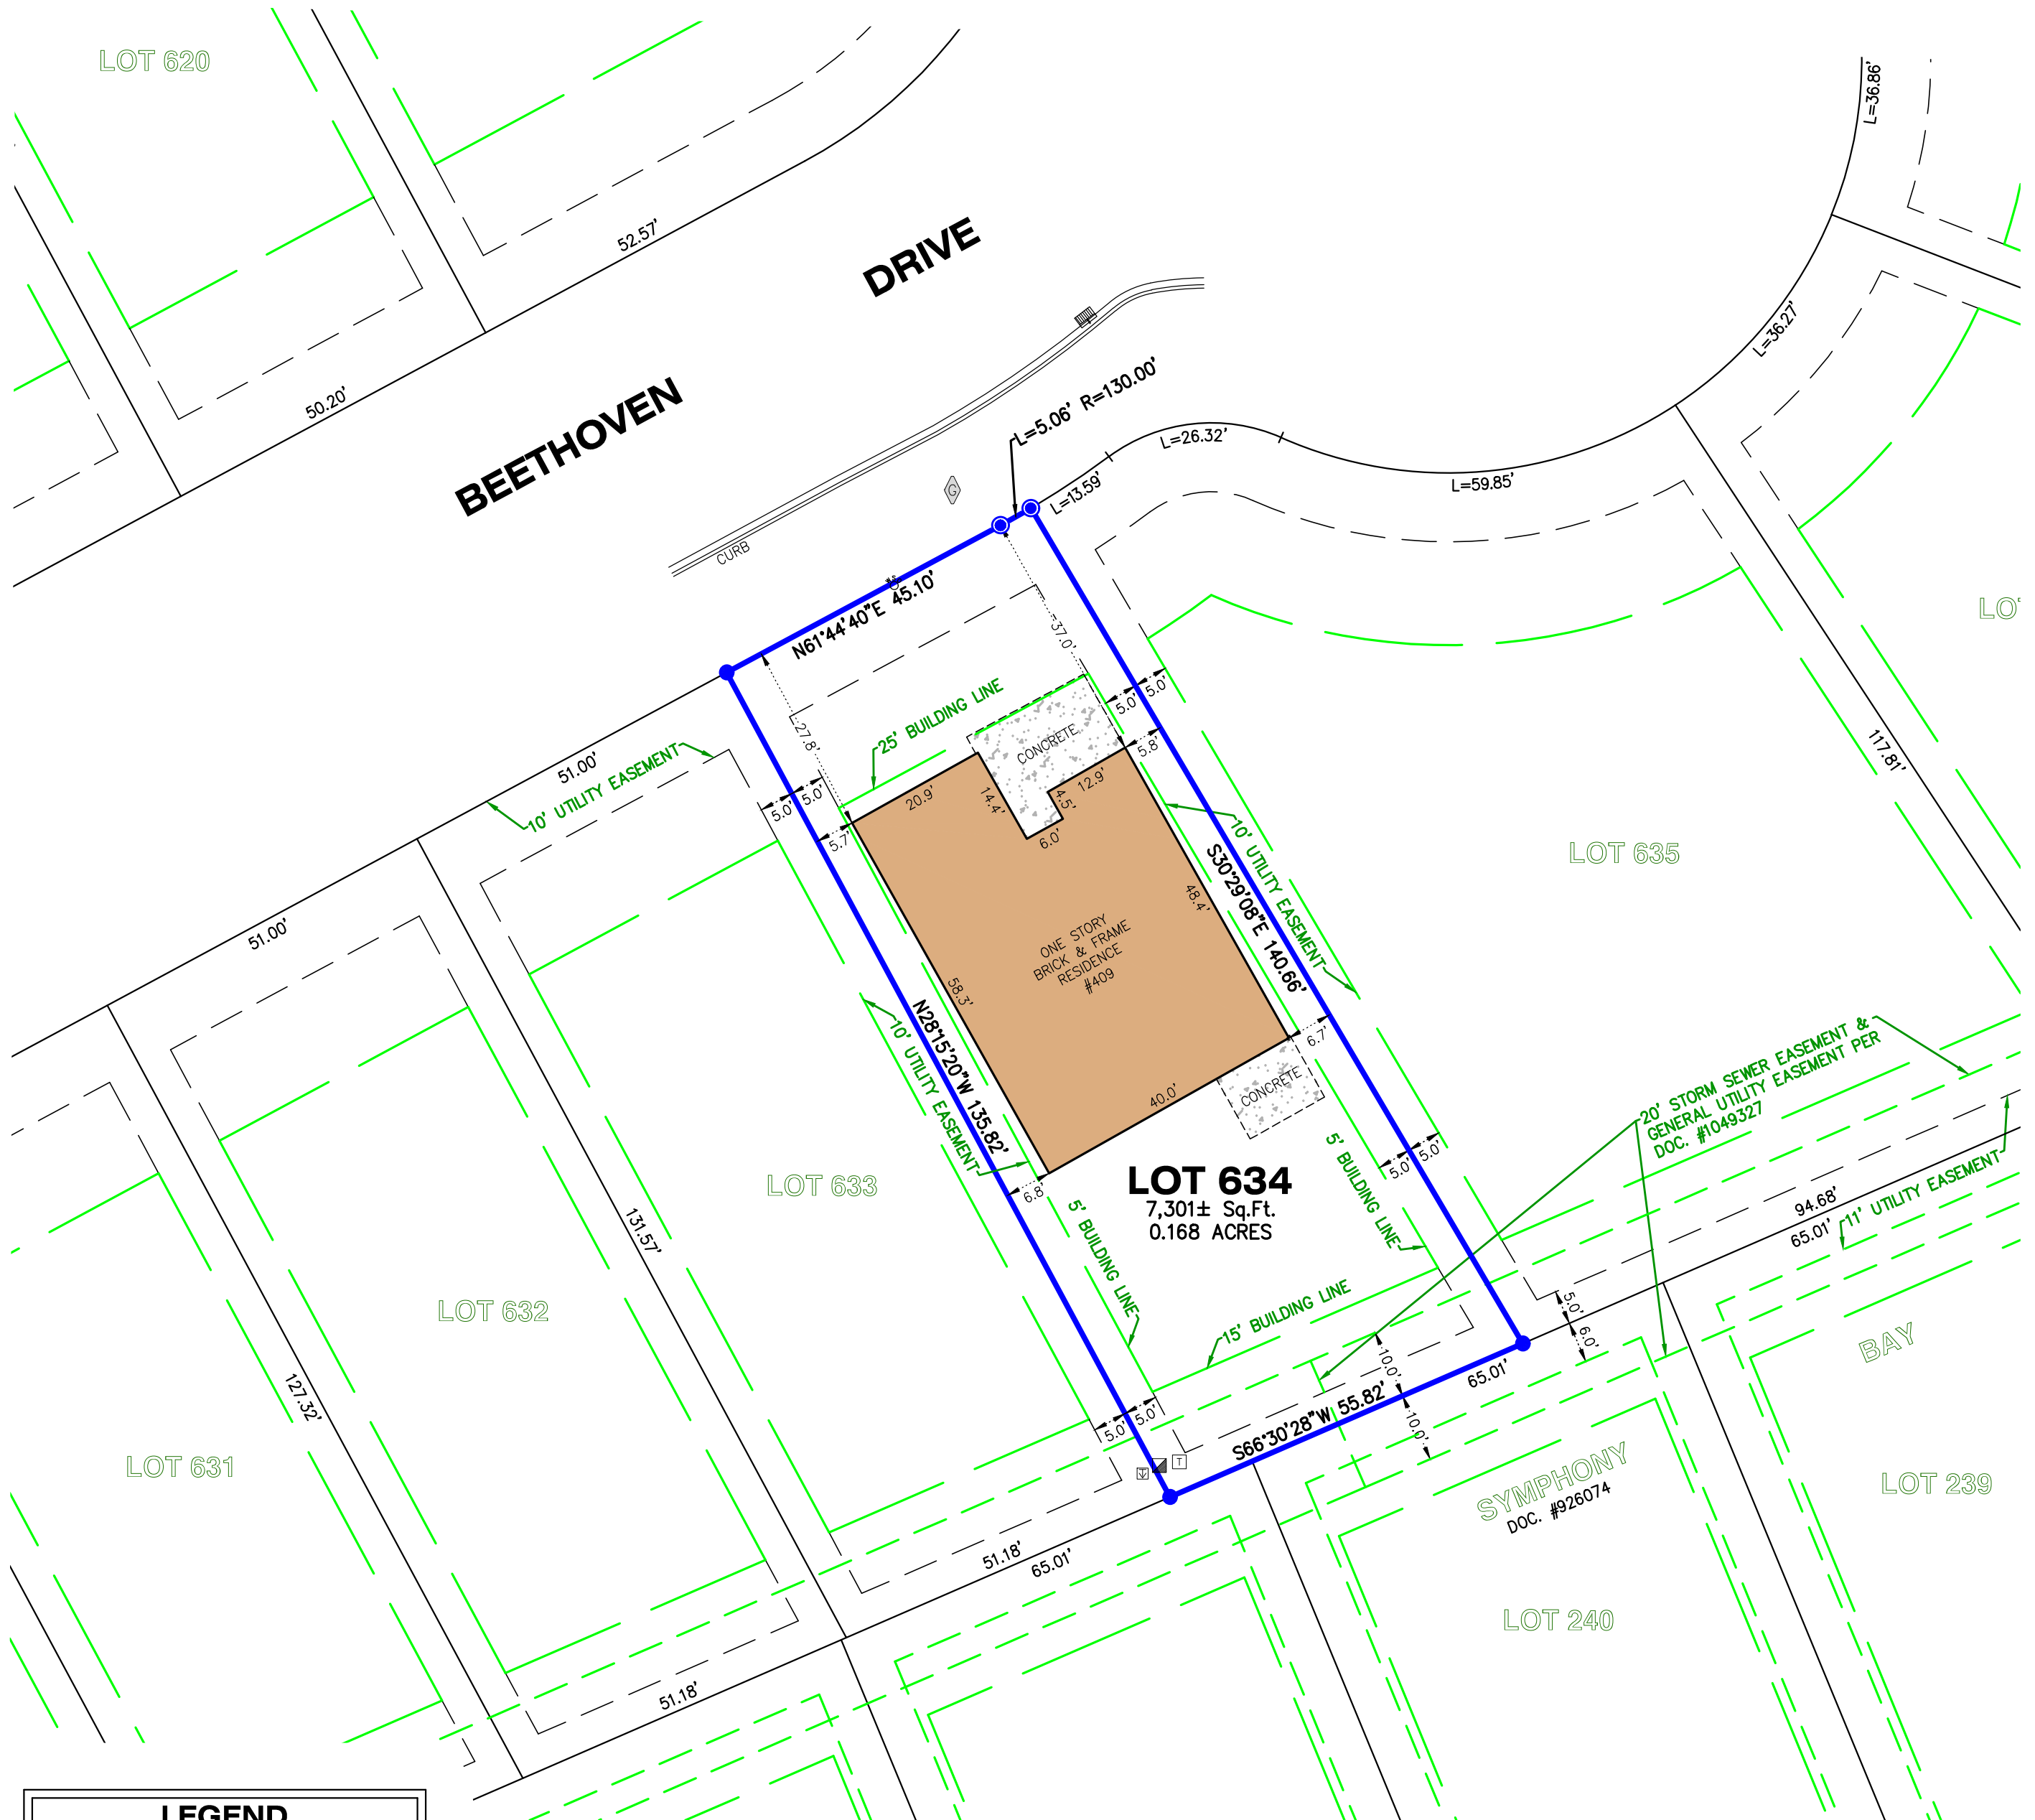 LOT 620
L=36.86'
52.57'
DRIVE
L=36.27'
50.20'
BEETHOVEN
L=5.06' R=130.00'
L=26.32'
L=59.85'
L=13.59'
G
CURB
N61°44'40"E 45.10'
37.0'
27.8'
25' BUILDING LINE
5.0'
5.0'
CONCRETE
5.8'
51.00'
10' UTILITY EASEMENT
117.81'
5.0'
5.0'
20.9'
14.4'
4.5'
12.9'
6.0'
5.7'
10' UTILITY EASEMENT
LOT 635
S30°29'08"E 140.66'
48.4'
51.00'
ONE STORY
BRICK & FRAME
RESIDENCE
#409
58.3'
N28°15'20"W 135.82'
10' UTILITY EASEMENT
6.7'
CONCRETE
40.0'
20' STORM SEWER EASEMENT &
GENERAL UTILITY EASEMENT PER
DOC. #1049327
5.0'
5.0'
LOT 633
LOT 634
7,301± Sq.Ft.
0.168 ACRES
6.8'
5' BUILDING LINE
5' BUILDING LINE
94.68'
65.01'
11' UTILITY EASEMENT
131.57'
LOT 632
15' BUILDING LINE
5.0'
6.0'
BAY
10.0'
10.0'
65.01'
S66°30'28"W 55.82'
5.0'
5.0'
127.32'
T
LOT 631
SYMPHONY
DOC. #926074
LOT 239
51.18'
65.01'
LOT 240
51.18'
LEGEND